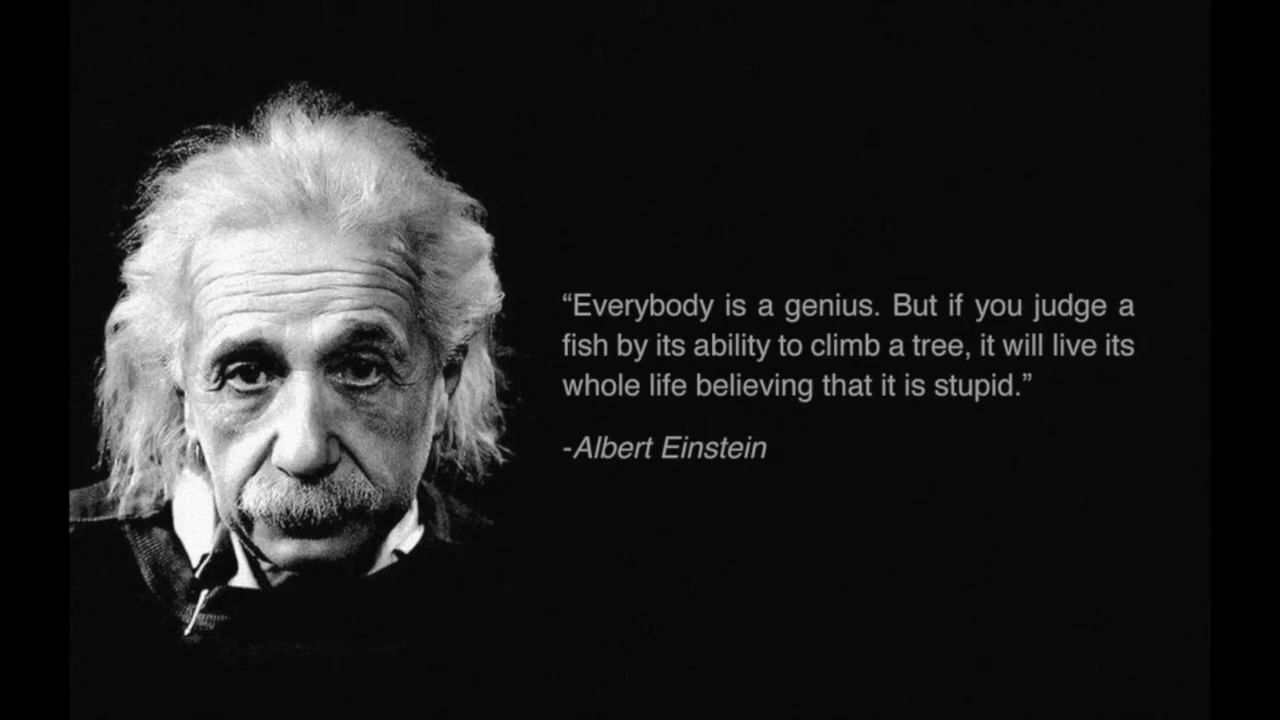 “Everybody is a genius. But if you judge a
fish by its ability to climb a tree, it will live its
whole life believing that it is stupid.”
-Albert Einstein